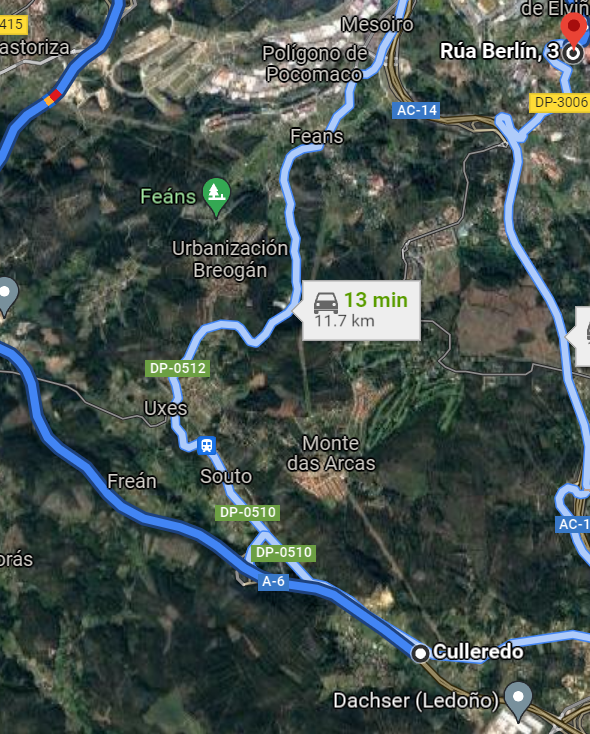 415
de Elviñ
Mesoiro
astoriza
Rúa Berlín, 3
Polígono de
Pocomaco
DP-3006
AC-14
Feans
Feáns
Urbanización
Breogán
13 min
11.7 km
DP-0512
Uxes
Monte
das Arcas
Souto
Freán
DP-0510
AC-1
DP-0510
orás
A-6
Culleredo
Dachser (Ledoño)